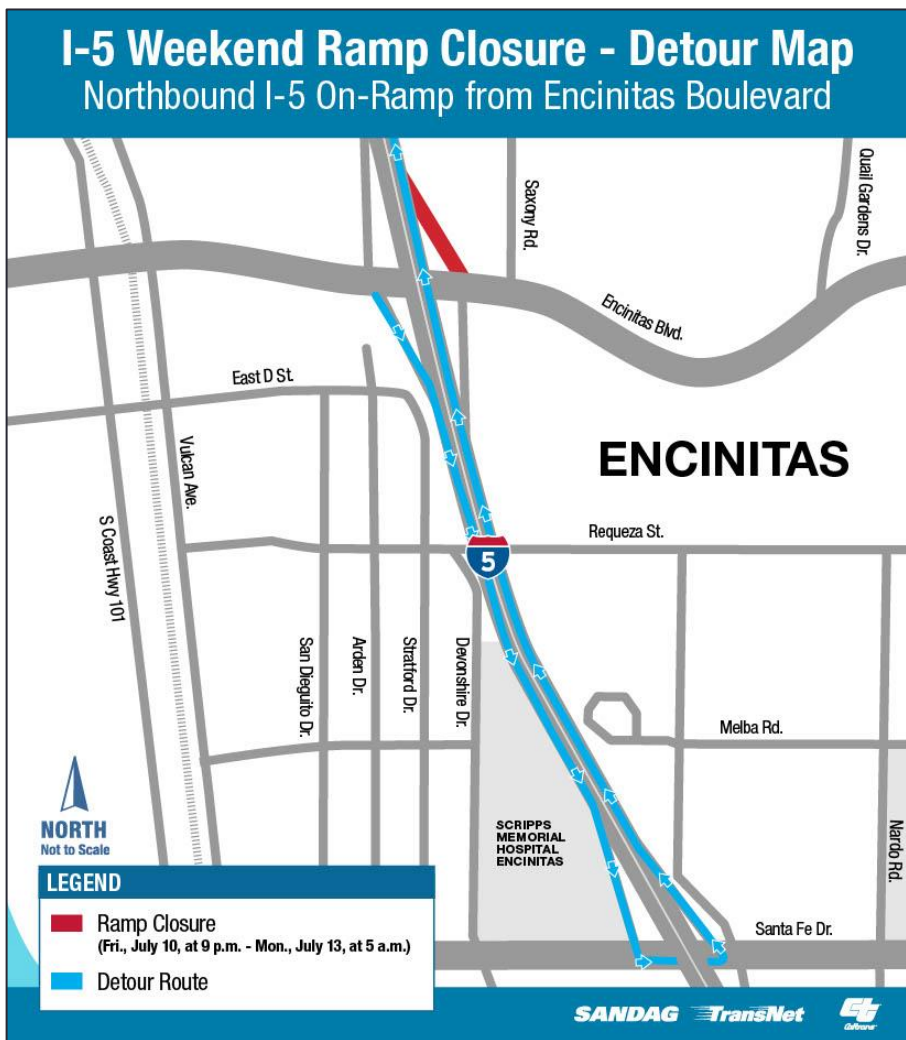 I-5 Weekend Ramp Closure - Detour Map
Northbound I-5 On-Ramp from Encinitas Boulevard
Saxony Rd.
Quail Gardens Dr.
Encinitas Blvd.
East D St.
Vulcan Ave.
S Coast Hwy 101
ENCINITAS
5
Requeza St.
San Dieguito Dr.
Arden Dr.
Stratford Dr.
Devonshire Dr.
Melba Rd.
Nardo Rd.
SCRIPPS
MEMORIAL
HOSPITAL
ENCINITAS
Santa Fe Dr.
NORTH
Not to Scale
LEGEND
Ramp Closure
(Fri., July 10, at 9 p.m. - Mon., July 13, at 5 a.m.)
Detour Route
SANDAG TransNet Caltrans